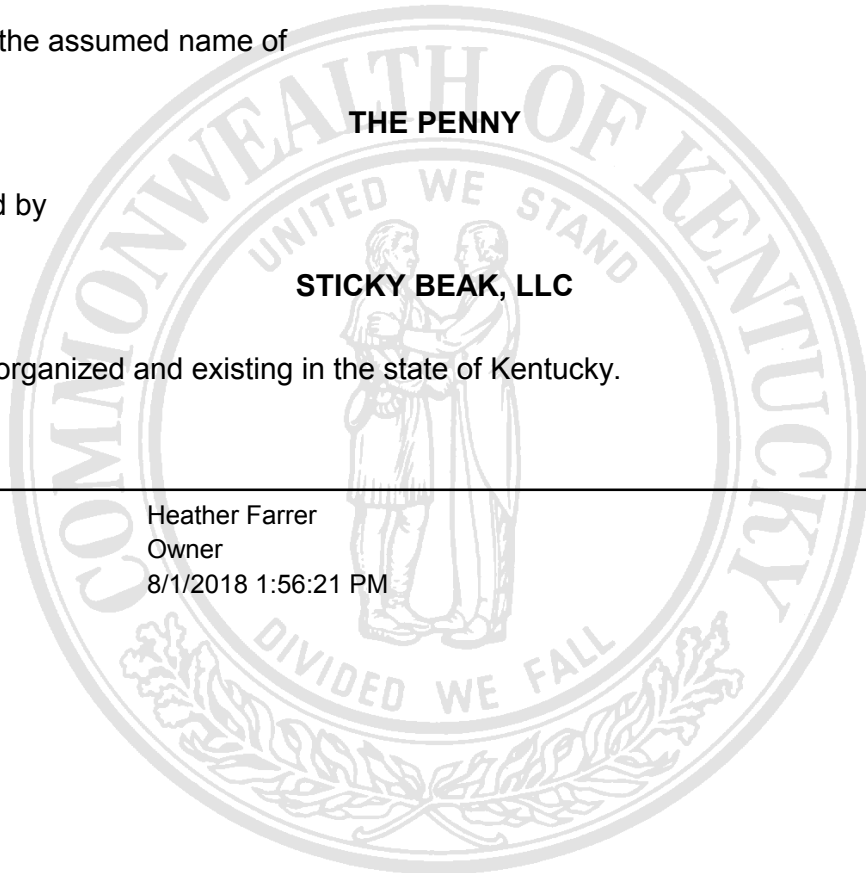 the assumed name of
THE PENNY
d by
STICKY BEAK, LLC
organized and existing in the state of Kentucky.
Heather Farrer
Owner
8/1/2018 1:56:21 PM
COMMONWEALTH OF KENTUCKY
UNITED WE STAND
DIVIDED WE FALL